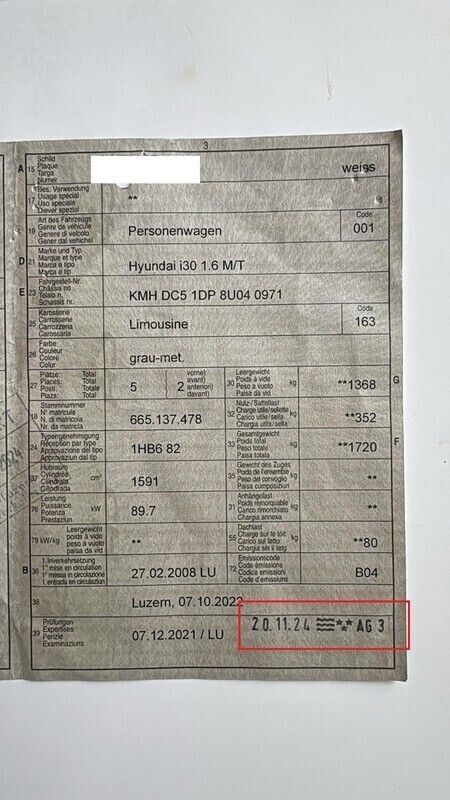 3
A 15 Schild Plaque Targa Numer weiss
17 Bes. Verwendung Usage spécial Uso speciale Diever spezial **
19 Art des Fahrzeugs Genre de véhicule Genere di veicolo Gener dal vichel Personenwagen Code 001
D 21 Marke und Typ Marque et type Marca e tipo Marca e tip. Hyundai i30 1.6 M/T
E 23 Fahrgestell-Nr. Châssis no Telaio n. Schassis nr. KMH DC5 1DP 8U04 0971
25 Karosserie Carrosserie Carrozzeria Carossaria Limousine Code 163
26 Farbe Couleur Colore Colur grau-met.
27 Plätze: Total Places: Total Posti: Totale Plazs: Total 5 2 vorne) avant) anteriori) davant) 30 Leergewicht Poids à vide Peso a vuoto Paisa da vid kg **1368 G
18 Stammnummer N° matricule N. di matricola Nr. da matricla 665.137.478 32 Nutz-/ Sattellast Charge utile/sellette Carico utile/sella Chargia utila/sella kg **352
24 Typengenehmigung Réception par type Approvazione del tipo Approvaziun dal tip 1HB6 82 33 Gesamtgewicht Poids total Peso totale Paisa totala kg **1720 F
37 Hubraum Cylindrée Cilindrata Cilindrada cm³ 1591 35 Gewicht des Zuges Poids de l'ensemble Peso del convoglio Paisa cumposiziun kg **
76 Leistung Puissance Potenza Prestaziun kW 89.7 31 Anhängelast Poids remorquable Carico rimorchiato Chargia annexa kg **
78 kW/kg Leergewicht poids à vide peso a vuoto paisa da vid ** 55 Dachlast Charge sur le toit Carico sul tetto Chargia sin il tetg kg **80
B 36 1. Inverkehrsetzung 1re mise en circulation 1a messa in circolazione 1. entrada en circulaziun 27.02.2008 LU 72 Emissionscode Code émissions Codice emissioni Code d'emissiuns B04
38 Luzern, 07.10.2022
39 Prüfungen Expertises Perizie Examinaziuns 07.12.2021 / LU 20.11.24 AG 3